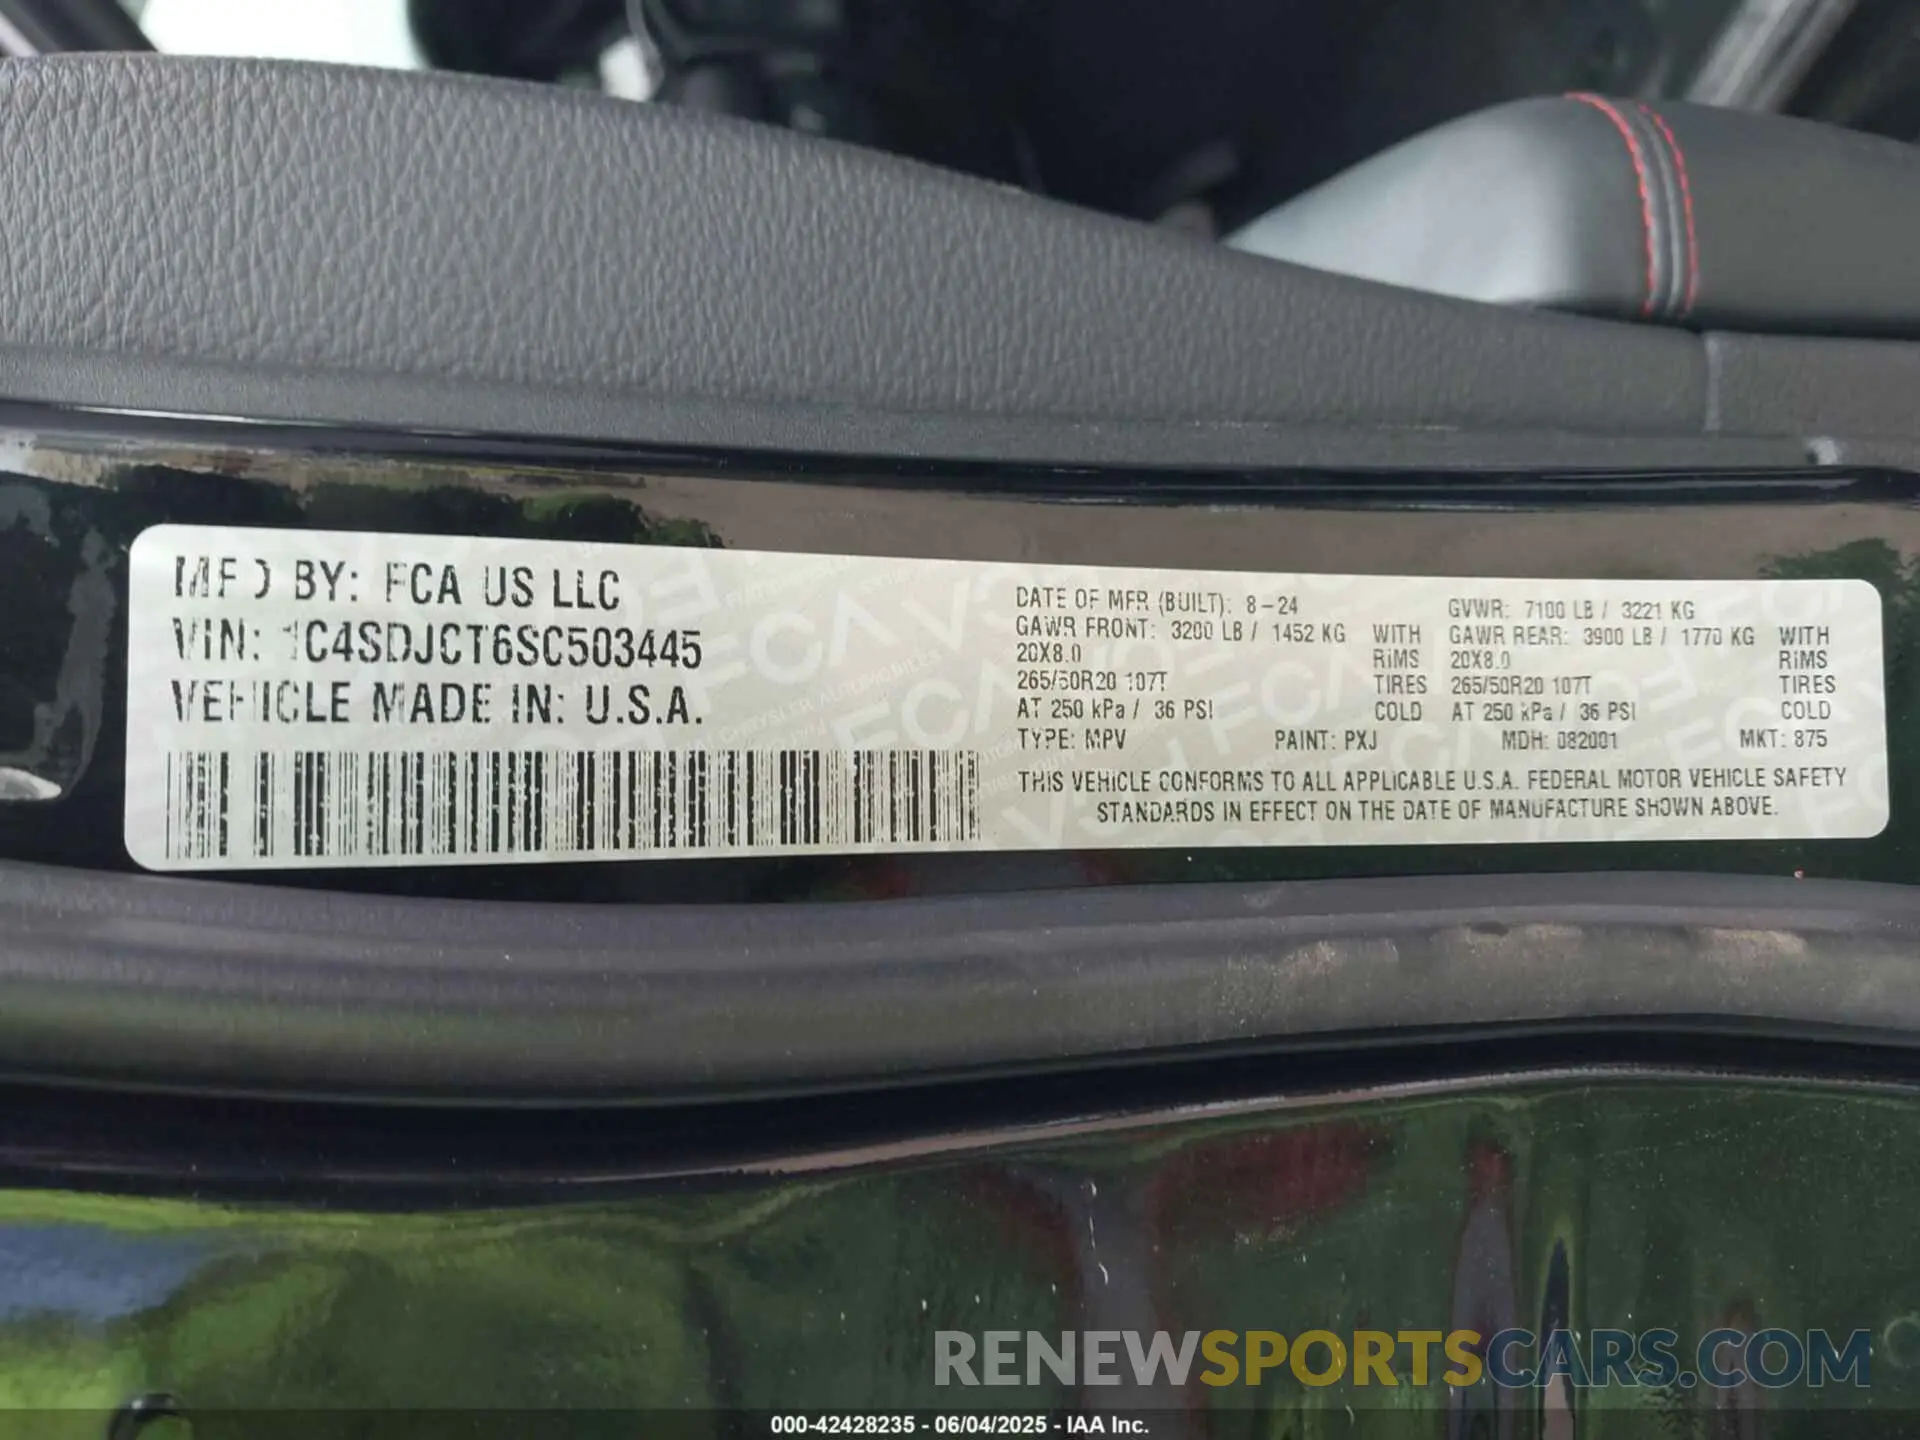 MFD BY: FCA US LLC
VIN: 1C4SDJCT6SC503445
VEHICLE MADE IN: U.S.A.
DATE OF MFR (BUILT): 8-24 GVWR: 7100 LB / 3221 KG
GAWR FRONT: 3200 LB / 1452 KG WITH GAWR REAR: 3900 LB / 1770 KG WITH
20X8.0 RIMS 20X8.0 RIMS
265/50R20 107T TIRES 265/50R20 107T TIRES
AT 250 kPa / 36 PSI COLD AT 250 kPa / 36 PSI COLD
TYPE: MPV PAINT: PXJ MDH: 082001 MKT: 875
THIS VEHICLE CONFORMS TO ALL APPLICABLE U.S.A. FEDERAL MOTOR VEHICLE SAFETY
STANDARDS IN EFFECT ON THE DATE OF MANUFACTURE SHOWN ABOVE.
RENEWSPORTSCARS.COM
000-42428235 - 06/04/2025 - IAA Inc.